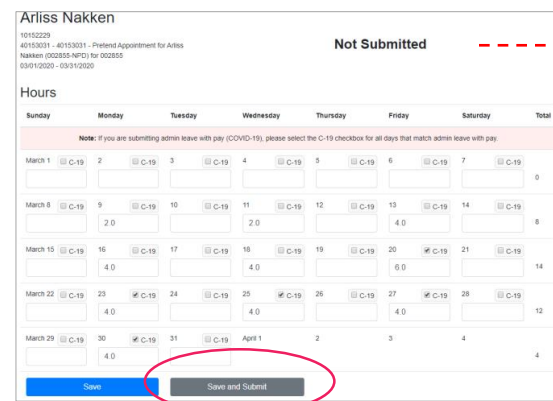 Arliss Nakken
10152229
40153031 - 40153031 - Pretend Appointment for Arliss
Nakken (002855-NPD) for 002855
03/01/2020 - 03/31/2020
Not Submitted
Hours
Sunday Monday Tuesday Wednesday Thursday Friday Saturday Total
Note: If you are submitting admin leave with pay (COVID-19), please select the C-19 checkbox for all days that match admin leave with pay.
March 1 C-19 2 C-19 3 C-19 4 C-19 5 C-19 6 C-19 7 C-19
0
March 8 C-19 9 C-19 10 C-19 11 C-19 12 C-19 13 C-19 14 C-19
2.0 2.0 4.0 8
March 15 C-19 16 C-19 17 C-19 18 C-19 19 C-19 20 C-19 21 C-19
4.0 4.0 6.0 14
March 22 C-19 23 C-19 24 C-19 25 C-19 26 C-19 27 C-19 28 C-19
4.0 4.0 4.0 12
March 29 C-19 30 C-19 31 C-19 April 1 2 3 4
4.0 4
Save Save and Submit